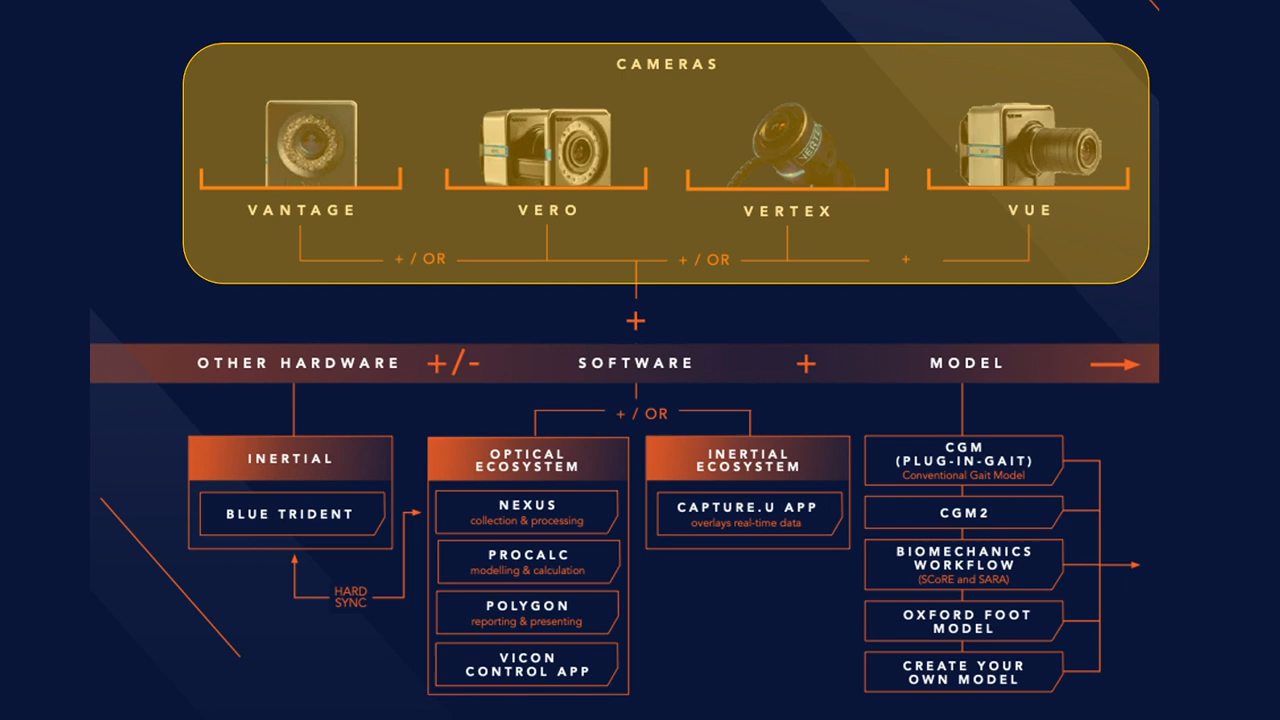 CAMERAS
VERTEX
VANTAGE
VERO
VERTEX
VUE
+ / OR
+ / OR
+
+
OTHER HARDWARE +/- SOFTWARE + MODEL
+ / OR
INERTIAL
BLUE TRIDENT
HARD
SYNC
OPTICAL
ECOSYSTEM
NEXUS
collection & processing
PROCALC
modelling & calculation
POLYGON
reporting & presenting
VICON
CONTROL APP
INERTIAL
ECOSYSTEM
CAPTURE.U APP
overlays real-time data
CGM
(PLUG-IN-GAIT)
Conventional Gait Model
CGM2
BIOMECHANICS
WORKFLOW
(SCoRE and SARA)
OXFORD FOOT
MODEL
CREATE YOUR
OWN MODEL